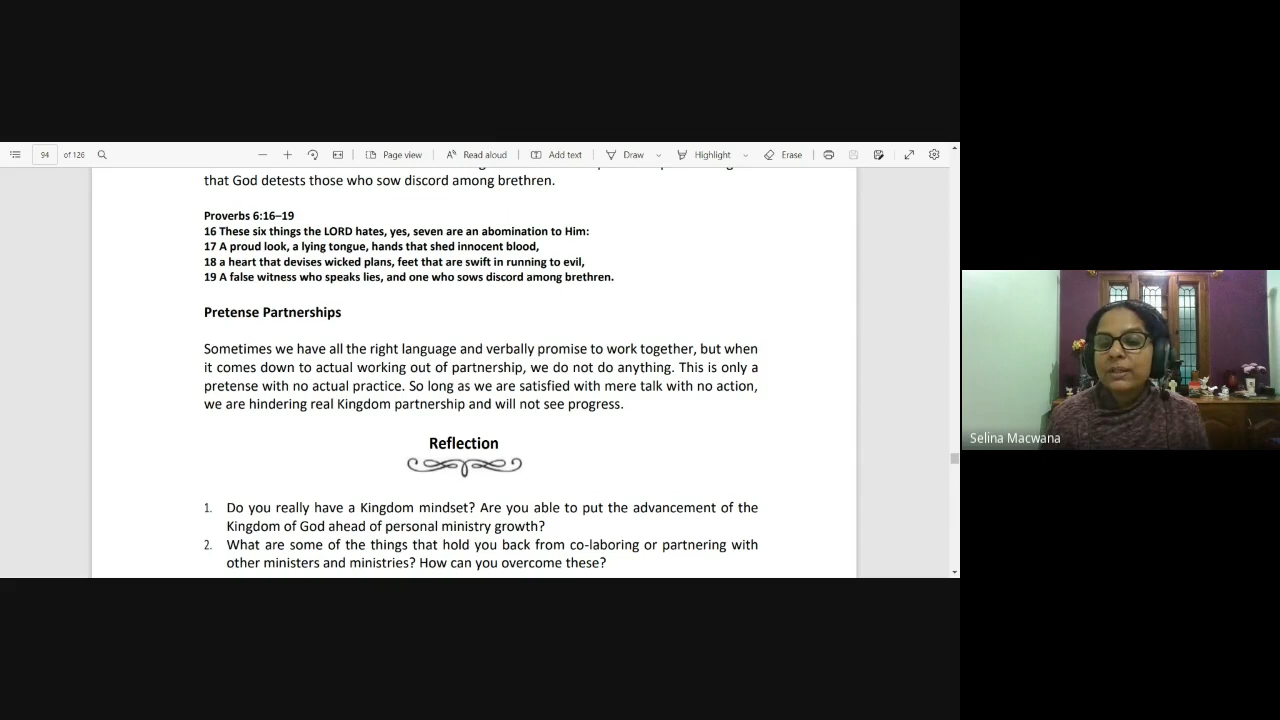 94 of 126 Page view Read aloud Add text Draw Highlight Erase
that God detests those who sow discord among brethren.
Proverbs 6:16–19
16 These six things the LORD hates, yes, seven are an abomination to Him:
17 A proud look, a lying tongue, hands that shed innocent blood,
18 a heart that devises wicked plans, feet that are swift in running to evil,
19 A false witness who speaks lies, and one who sows discord among brethren.
Pretense Partnerships
Sometimes we have all the right language and verbally promise to work together, but when
it comes down to actual working out of partnership, we do not do anything. This is only a
pretense with no actual practice. So long as we are satisfied with mere talk with no action,
we are hindering real Kingdom partnership and will not see progress.
Reflection
1. Do you really have a Kingdom mindset? Are you able to put the advancement of the
Kingdom of God ahead of personal ministry growth?
2. What are some of the things that hold you back from co-laboring or partnering with
other ministers and ministries? How can you overcome these?
Selina Macwana